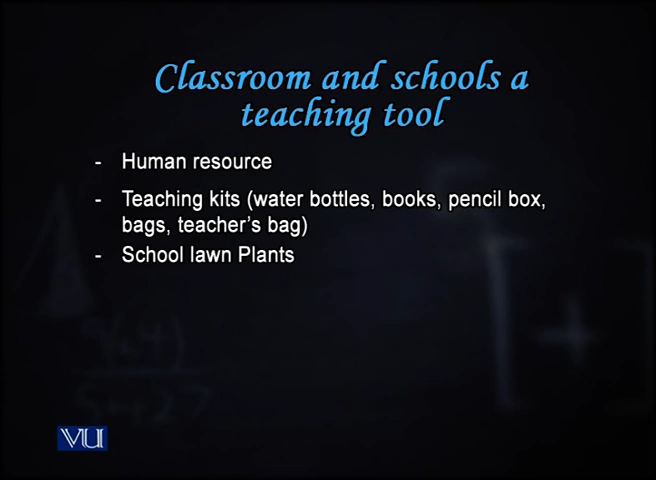 Classroom and schools a
teaching tool
- Human resource
- Teaching kits (water bottles, books, pencil box,
bags, teacher's bag)
- School lawn Plants
VU